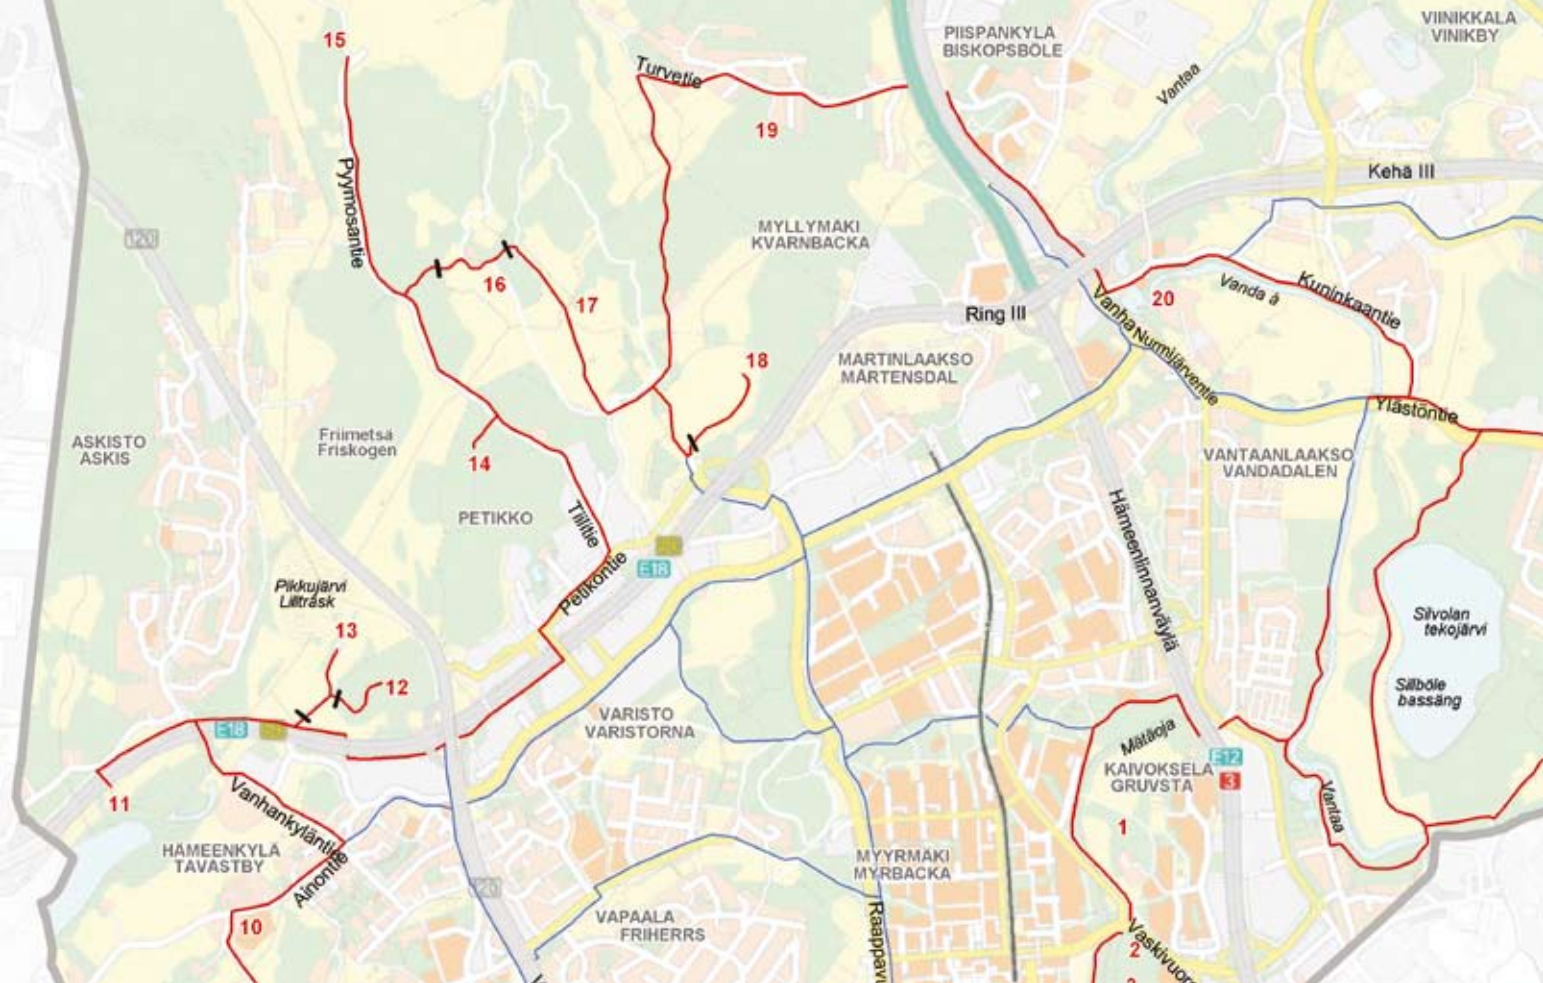 15
PIISPANKYLÄ
BISKOPSBÖLE
VIINIKKALA
VINIKBY
Turvetie
Vantaa
19
Kehä III
Pyymosantie
120
MYLLYMÄKI
KVARNBACKA
16
17
20
Vanda å
Kuninkaantie
Ring III
Vanha Nurmijärventie
18
MARTINLAAKSO
MÅRTENSDAL
Ylästöntie
ASKISTO
ASKIS
Friimetsä
Friskogen
14
VANTAANLAAKSO
VANDADALEN
PETIKKO
Tiilitie
Hämeenlinnanväylä
E18
Petikontie
Pikkujärvi
Lillträsk
Silvolan
tekojärvi
13
12
Silböle
bassäng
E18
VARISTO
VARISTORNA
Mätäoja
E12
KAIVOKSELA
GRUVSTA
3
11
Vanhankyläntie
Vantaa
1
HÄMEENKYLÄ
TAVASTBY
Ainontie
MYYRMÄKI
MYRBACKA
10
VAPAALA
FRIHERRS
2